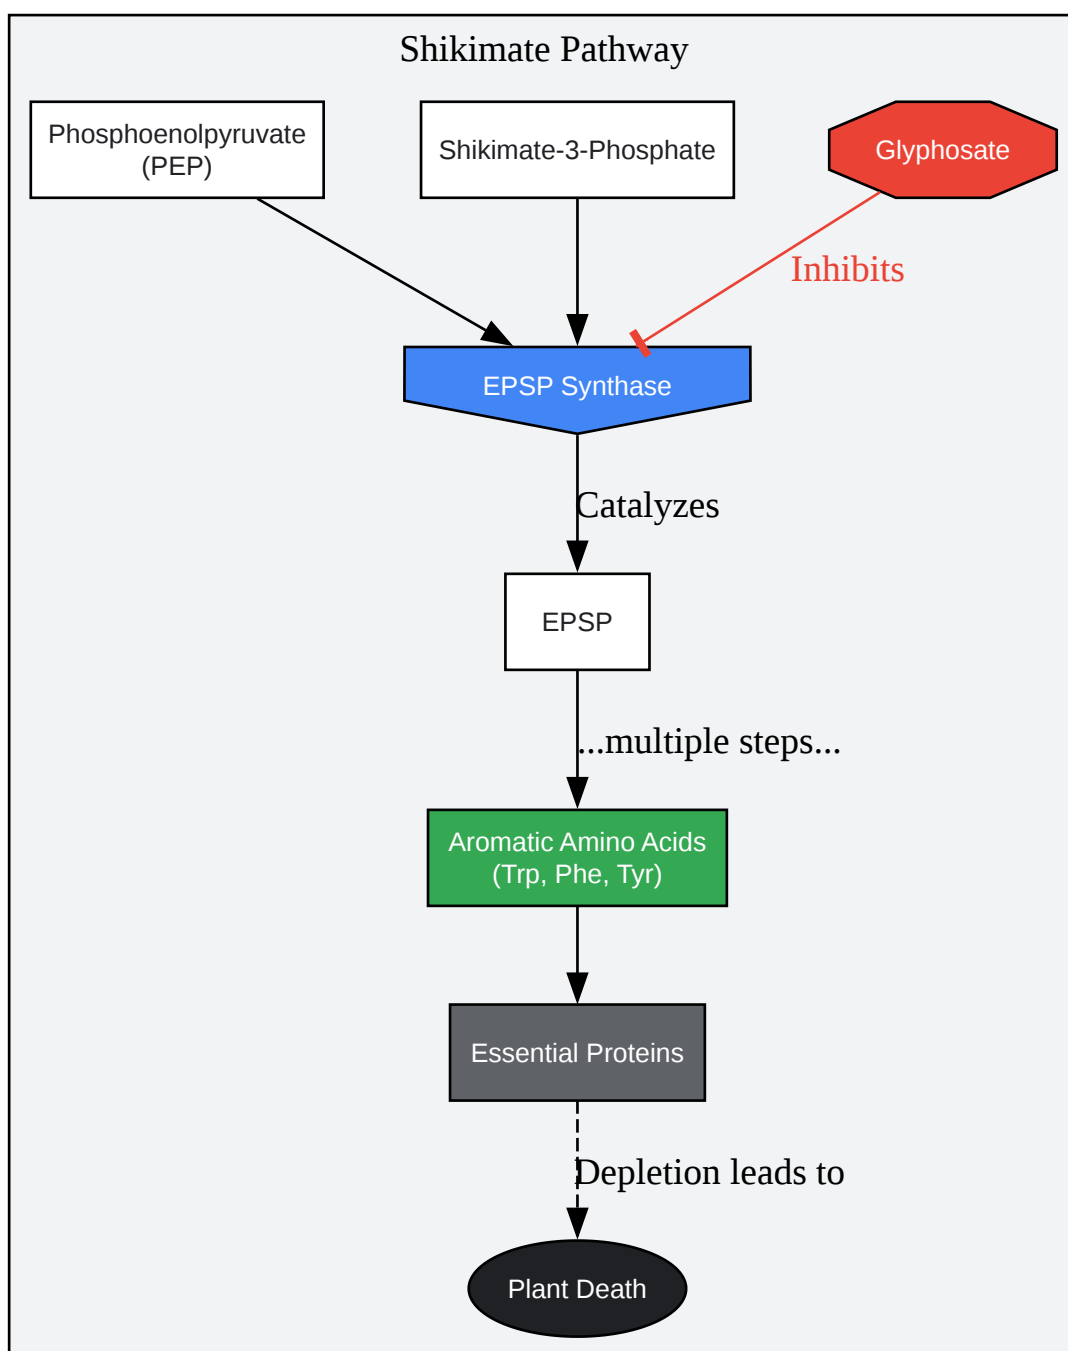 Shikimate Pathway
Phosphoenolpyruvate
(PEP)
Shikimate-3-Phosphate
Glyphosate
Inhibits
EPSP Synthase
Catalyzes
EPSP
...multiple steps...
Aromatic Amino Acids
(Trp, Phe, Tyr)
Essential Proteins
Depletion leads to
Plant Death